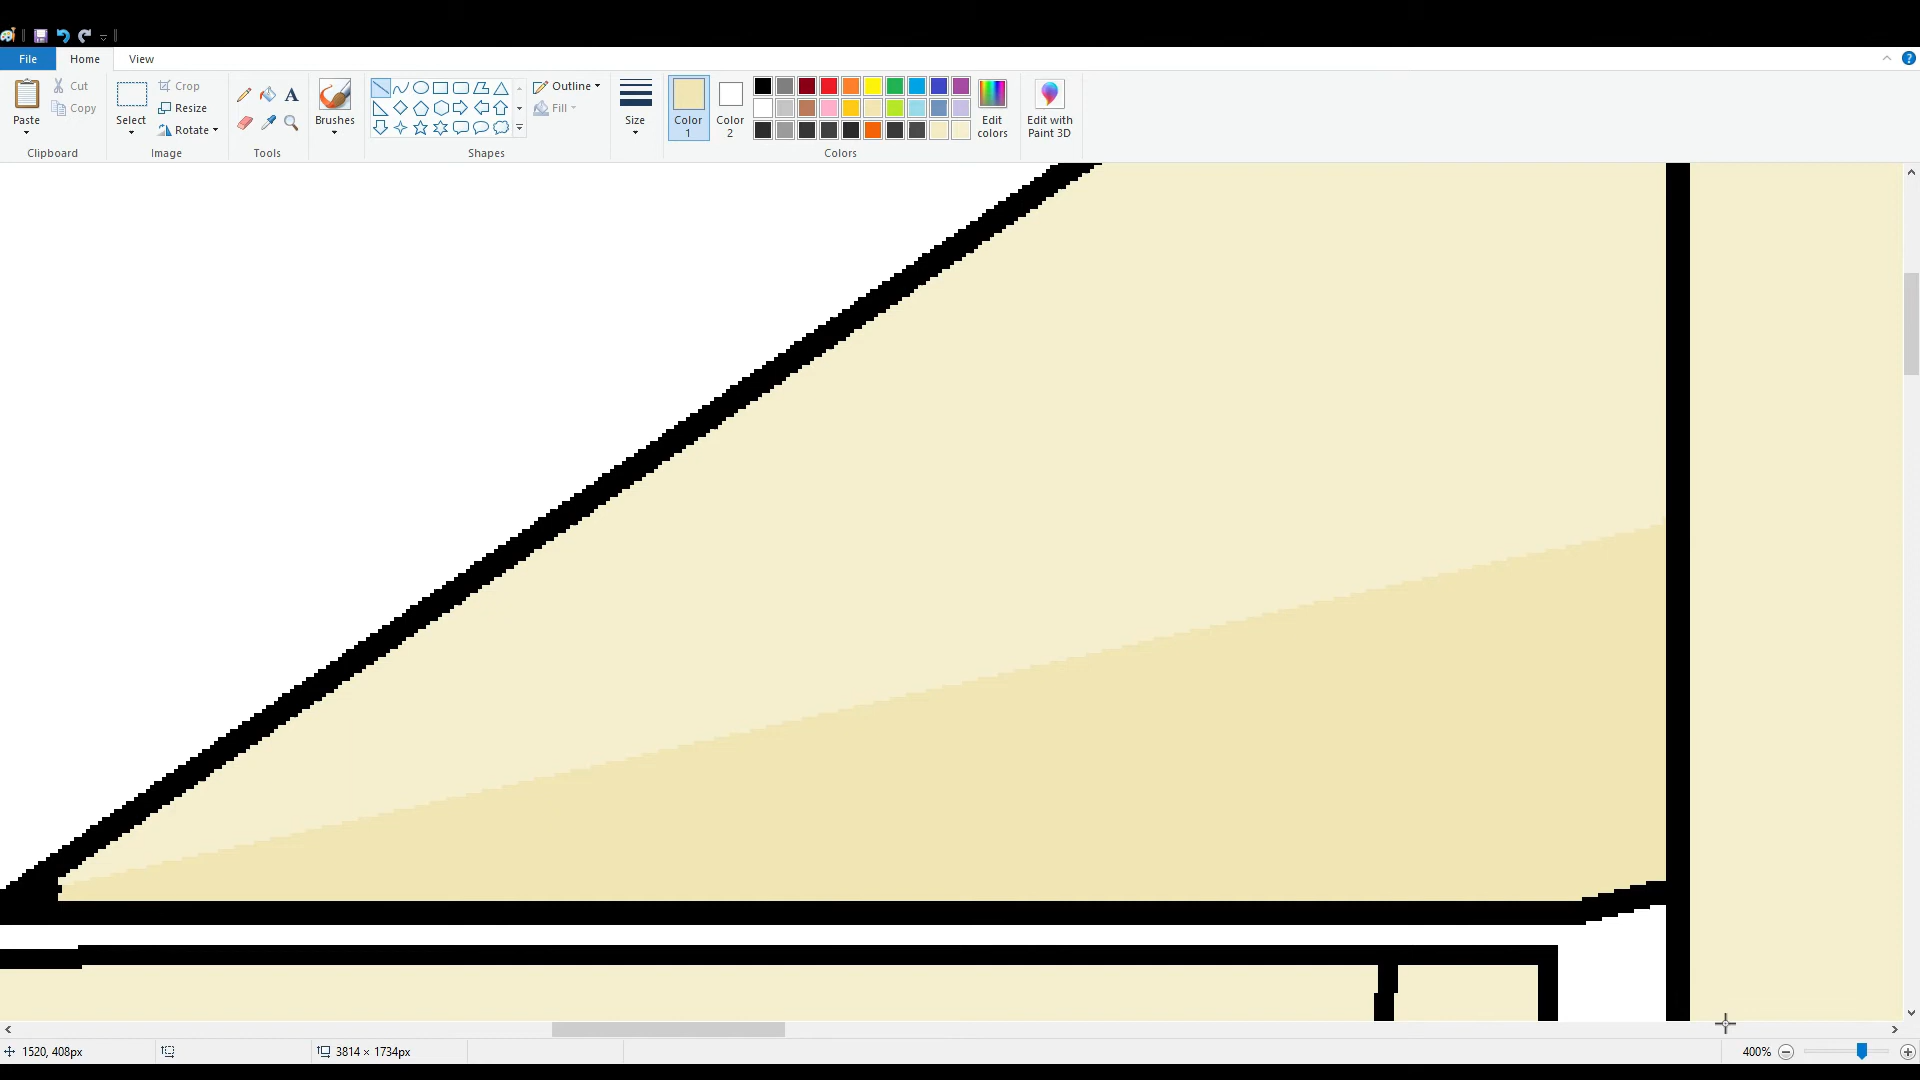 File Home View
Paste
Cut
Copy
Clipboard
Select
Crop
Resize
Rotate
Image
A
Tools
Brushes
Outline
Fill
Shapes
Size
Color
1
Color
2
Edit
colors
Colors
Edit with
Paint 3D
?
1520, 408px
3814 × 1734px
400%